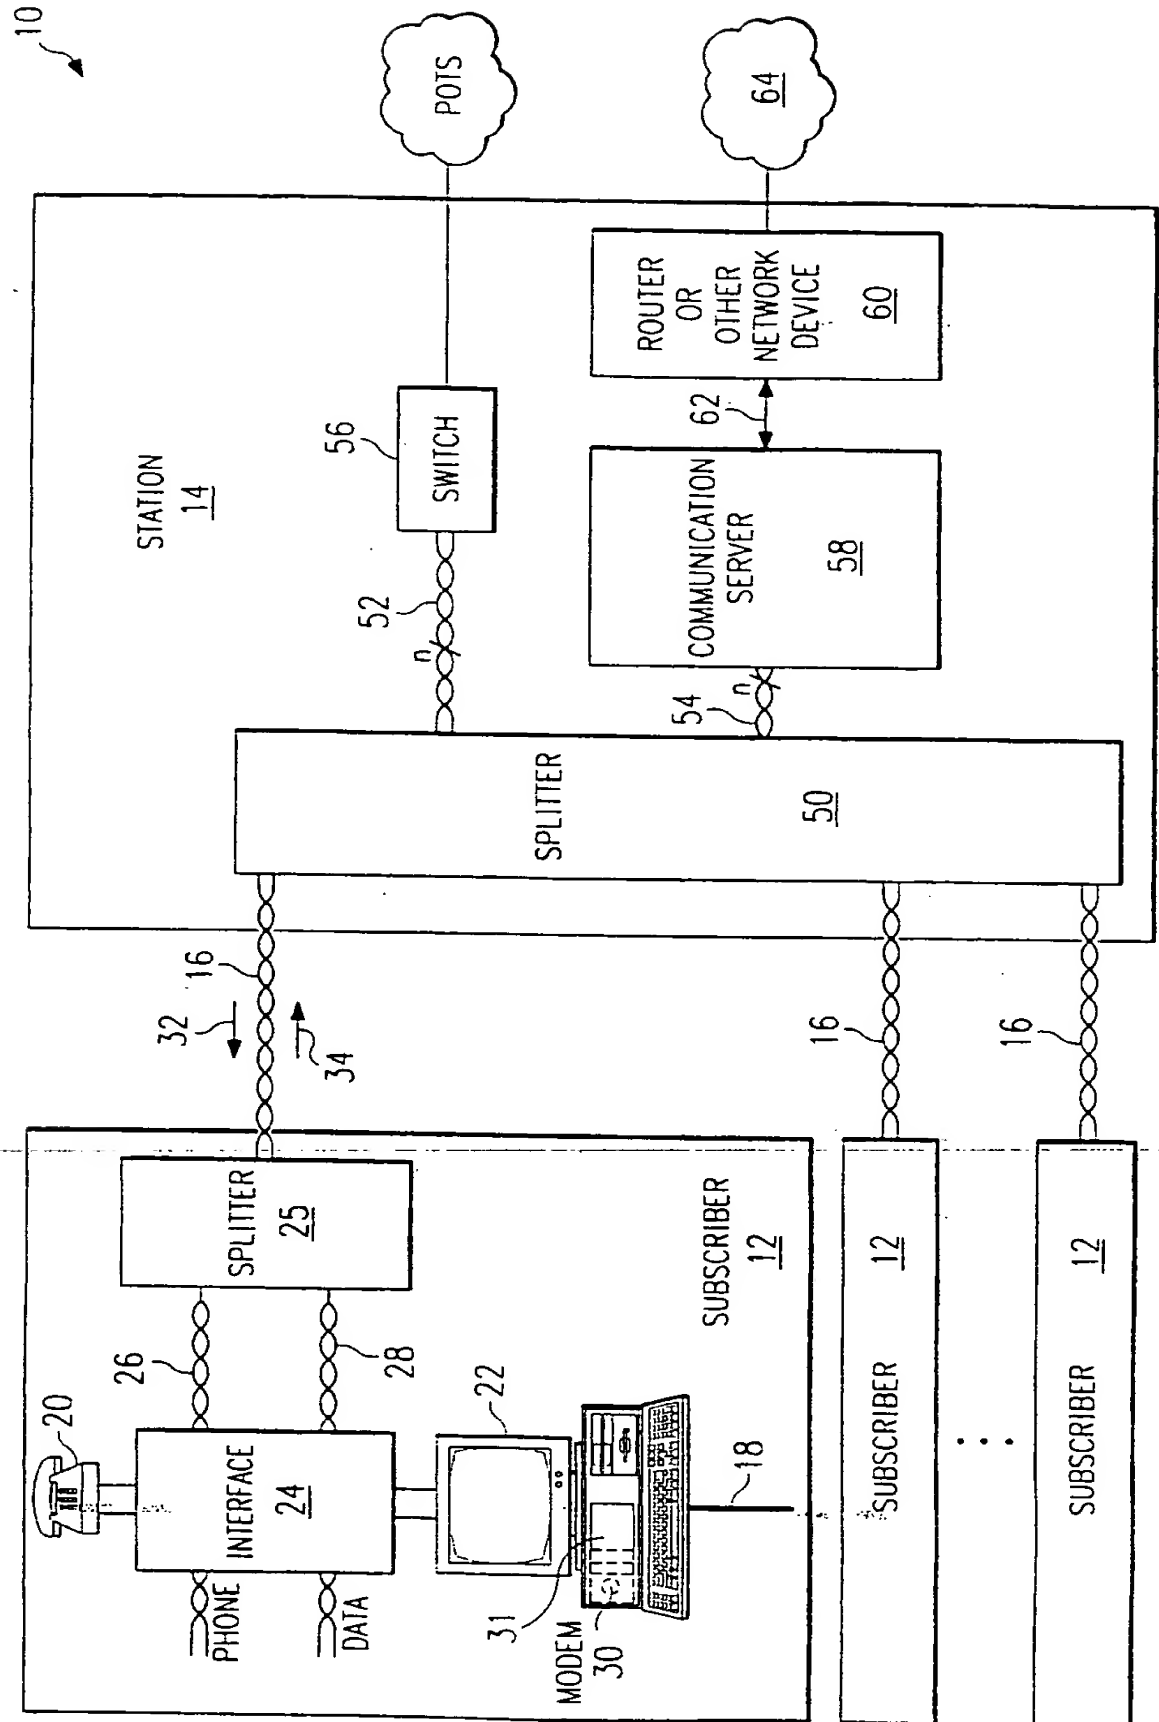 10
STATION
14
POTS
64
SWITCH
56
52
n
ROUTER
OR
OTHER
NETWORK
DEVICE
60
62
COMMUNICATION
SERVER
58
54
n
SPLITTER
50
32
16
34
16
16
SPLITTER
25
26
28
20
INTERFACE
24
PHONE
DATA
22
31
MODEM
30
18
SUBSCRIBER
12
SUBSCRIBER
12
SUBSCRIBER
12